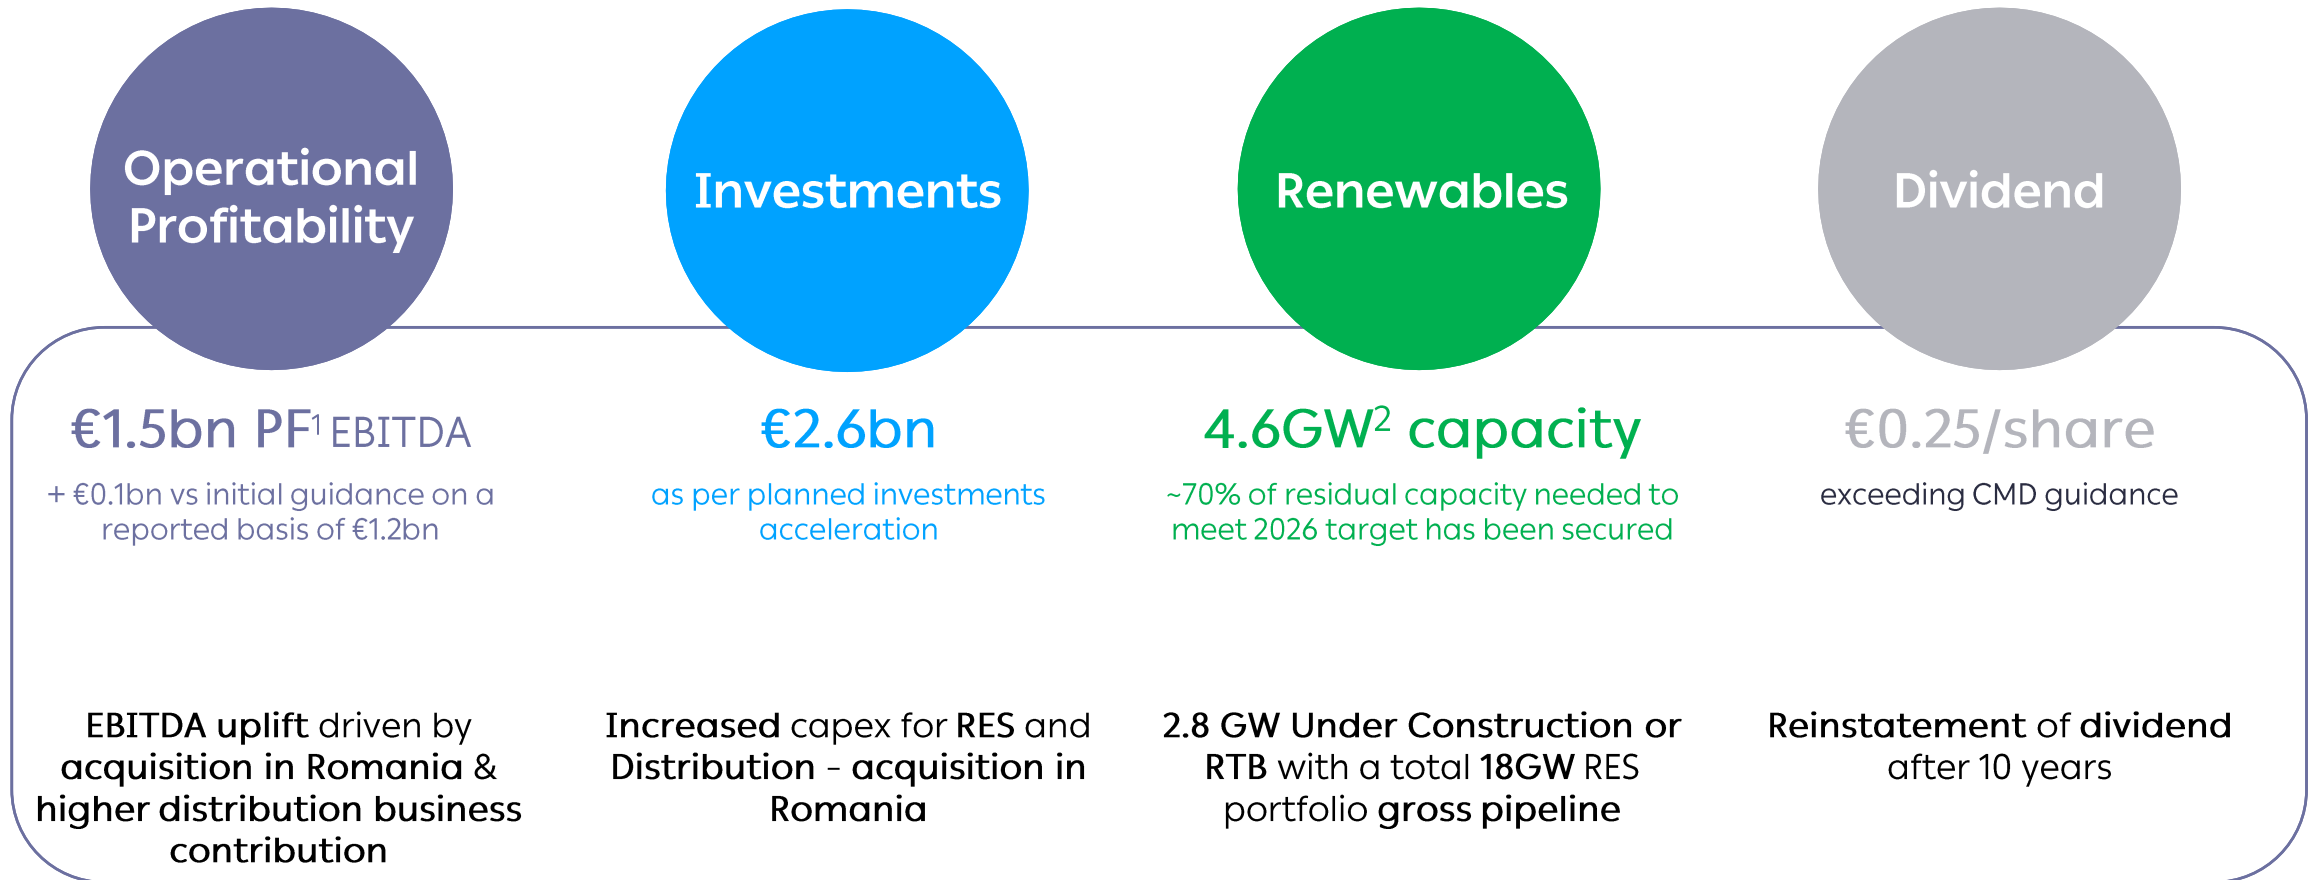 Operational
Profitability
€1.5bn PF¹ EBITDA
+ €0.1bn vs initial guidance on a
reported basis of €1.2bn
EBITDA uplift driven by
acquisition in Romania &
higher distribution business
contribution
Investments
€2.6bn
as per planned investments
acceleration
Increased capex for RES and
Distribution - acquisition in
Romania
Renewables
4.6GW² capacity
~70% of residual capacity needed to
meet 2026 target has been secured
2.8 GW Under Construction or
RTB with a total 18GW RES
portfolio gross pipeline
Dividend
€0.25/share
exceeding CMD guidance
Reinstatement of dividend
after 10 years